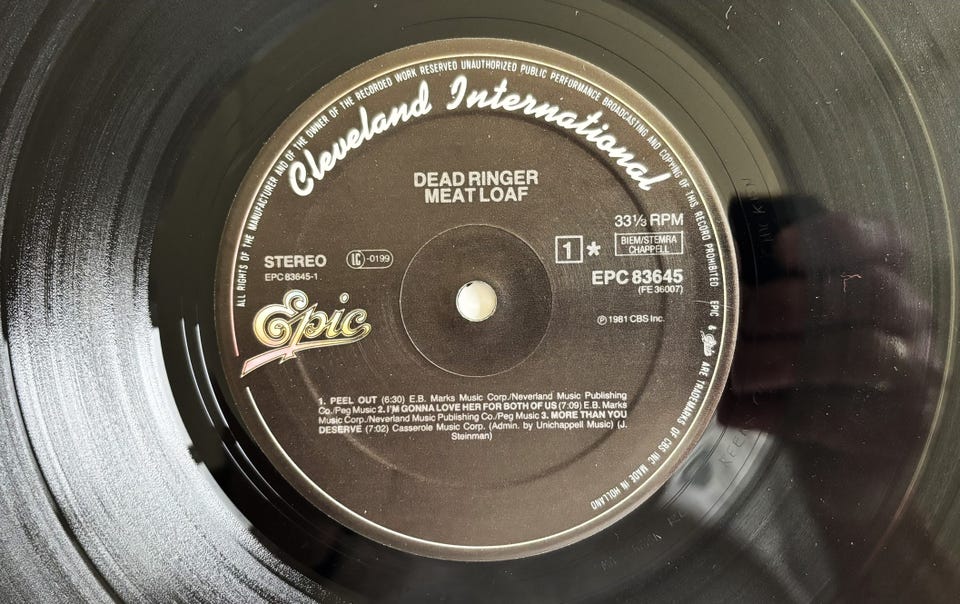 ALL RIGHTS OF THE MANUFACTURER AND OF THE OWNER OF THE RECORDED WORK RESERVED UNAUTHORIZED PUBLIC PERFORMANCE BROADCASTING AND COPYING OF THIS RECORD PROHIBITED EPIC & Epic ARE TRADEMARKS OF CBS INC MADE IN HOLLAND
Cleveland International
DEAD RINGER
MEAT LOAF
33⅓ RPM
1 * BIEM/STEMRA
CHAPPELL
STEREO LC-0199
EPC 83645-1.
EPC 83645
(FE 36007)
Epic
℗ 1981 CBS Inc.
1. PEEL OUT (6:30) E.B. Marks Music Corp./Neverland Music Publishing
Co./Peg Music 2. I'M GONNA LOVE HER FOR BOTH OF US (7:09) E.B. Marks
Music Corp./Neverland Music Publishing Co./Peg Music 3. MORE THAN YOU
DESERVE (7:02) Casserole Music Corp. (Admin. by Unichappell Music) (J.
Steinman)